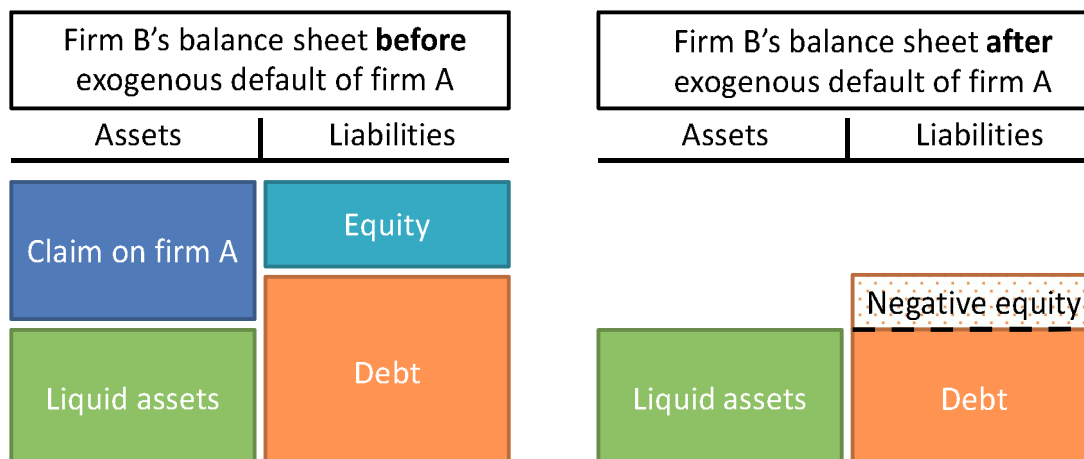 Firm B's balance sheet before
exogenous default of firm A
Assets
Liabilities
Claim on firm A
Equity
Liquid assets
Debt
Firm B's balance sheet after
exogenous default of firm A
Assets
Liabilities
Negative equity
Liquid assets
Debt